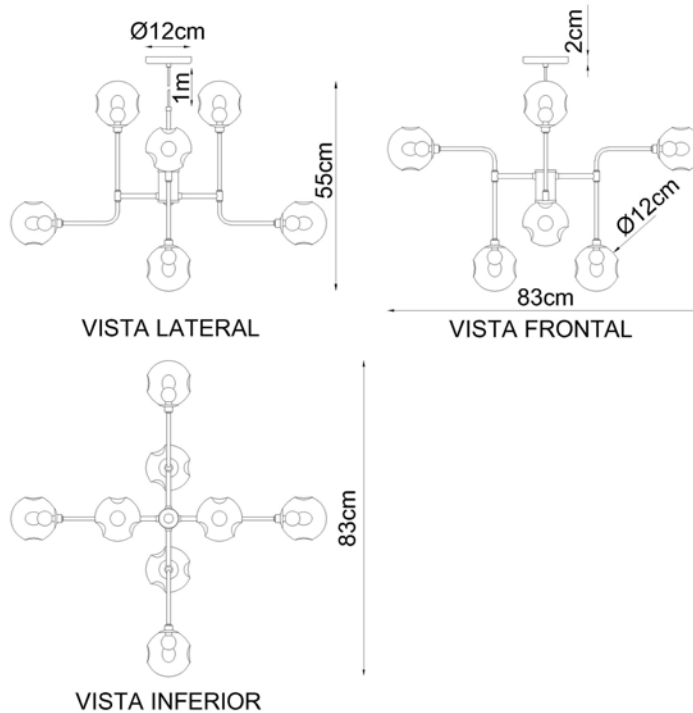 Ø12cm
1m
55cm
VISTA LATERAL
2cm
Ø12cm
83cm
VISTA FRONTAL
83cm
VISTA INFERIOR